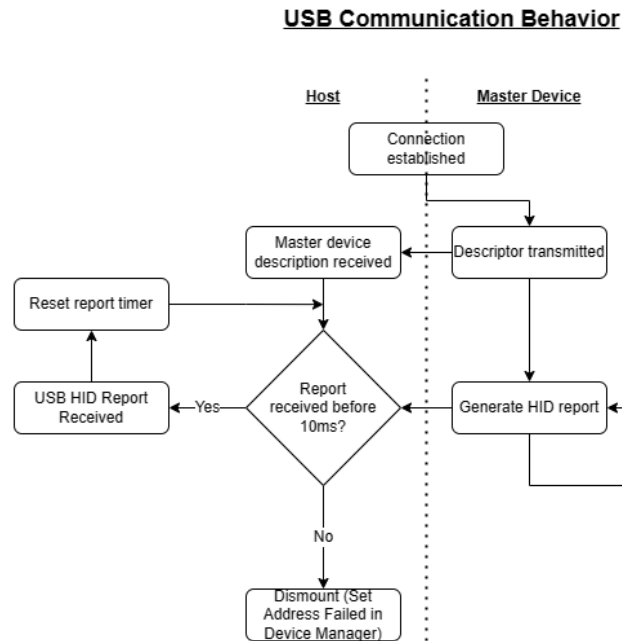 USB Communication Behavior
Host
Master Device
Connection
established
Master device
description received
Descriptor transmitted
Reset report timer
USB HID Report
Received
Yes
Report
received before
10ms?
Generate HID report
No
Dismount (Set
Address Failed in
Device Manager)